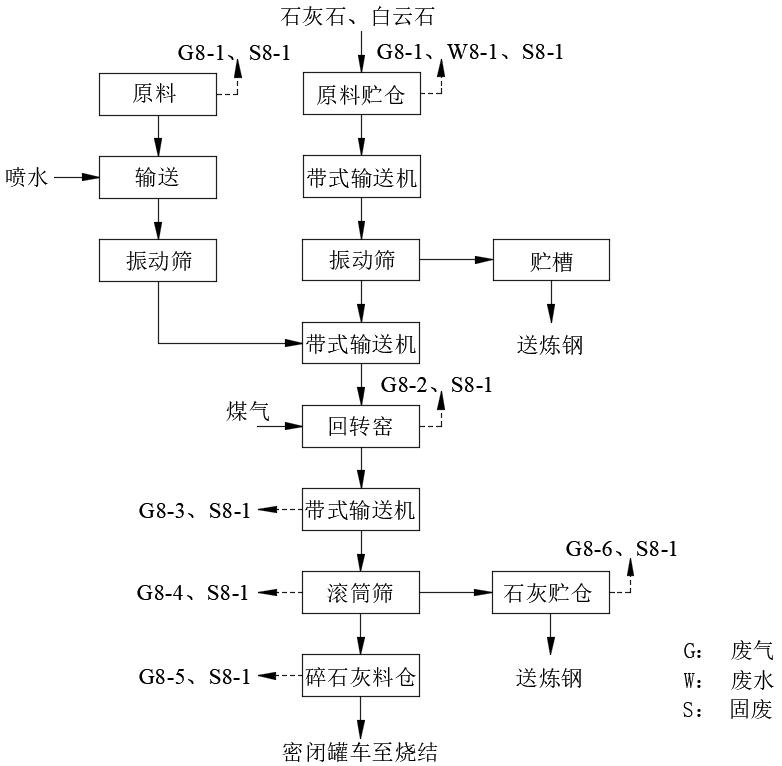 石灰石、白云石
G8-1、S8-1
G8-1、W8-1、S8-1
原料
原料贮仓
喷水
输送
带式输送机
振动筛
振动筛
贮槽
带式输送机
送炼钢
G8-2、S8-1
煤气
回转窑
G8-3、S8-1
带式输送机
G8-6、S8-1
G8-4、S8-1
滚筒筛
石灰贮仓
G8-5、S8-1
碎石灰料仓
送炼钢
密闭罐车至烧结
G: 废气
W: 废水
S: 固废